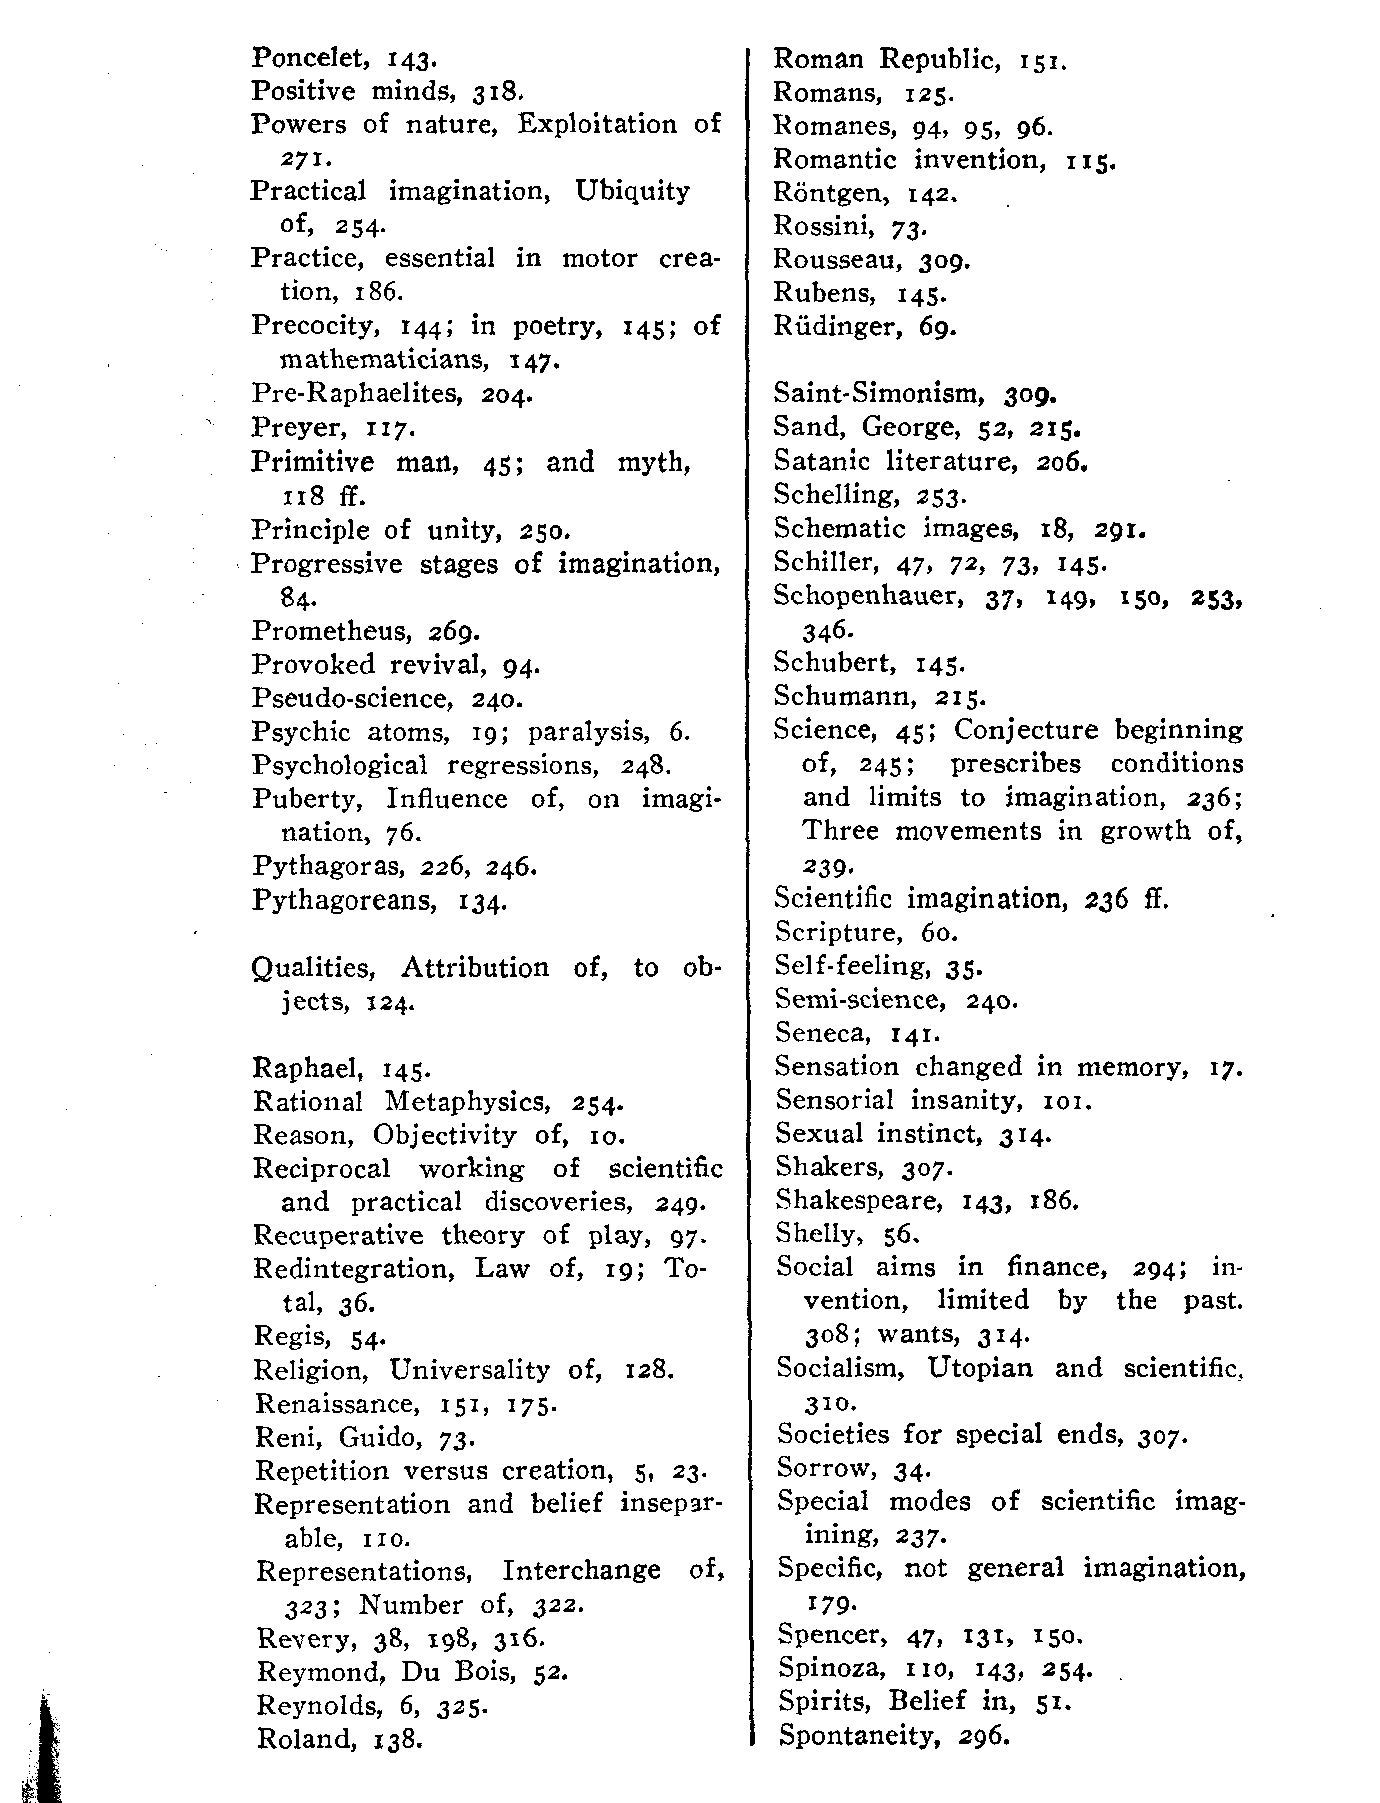 Poncelet, 143.
Positive minds, 318.
Powers of nature, Exploitation of
271.
Practical imagination, Ubiquity
of, 254.
Practice, essential in motor crea-
tion, 186.
Precocity, 144; in poetry, 145; of
mathematicians, 147.
Pre-Raphaelites, 204.
Preyer, 117.
Primitive man, 45; and myth,
118 ff.
Principle of unity, 250.
Progressive stages of imagination,
84.
Prometheus, 269.
Provoked revival, 94.
Pseudo-science, 240.
Psychic atoms, 19; paralysis, 6.
Psychological regressions, 248.
Puberty, Influence of, on imagi-
nation, 76.
Pythagoras, 226, 246.
Pythagoreans, 134.
Qualities, Attribution of, to ob-
jects, 124.
Raphael, 145.
Rational Metaphysics, 254.
Reason, Objectivity of, 10.
Reciprocal working of scientific
and practical discoveries, 249.
Recuperative theory of play, 97.
Redintegration, Law of, 19; To-
tal, 36.
Regis, 54.
Religion, Universality of, 128.
Renaissance, 151, 175.
Reni, Guido, 73.
Repetition versus creation, 5, 23.
Representation and belief insepar-
able, 110.
Representations, Interchange of,
323; Number of, 322.
Revery, 38, 198, 316.
Reymond, Du Bois, 52.
Reynolds, 6, 325.
Roland, 138.
Roman Republic, 151.
Romans, 125.
Romanes, 94, 95, 96.
Romantic invention, 115.
Röntgen, 142.
Rossini, 73.
Rousseau, 309.
Rubens, 145.
Rüdinger, 69.
Saint-Simonism, 309.
Sand, George, 52, 215.
Satanic literature, 206.
Schelling, 253.
Schematic images, 18, 291.
Schiller, 47, 72, 73, 145.
Schopenhauer, 37, 149, 150, 253,
346.
Schubert, 145.
Schumann, 215.
Science, 45; Conjecture beginning
of, 245; prescribes conditions
and limits to imagination, 236;
Three movements in growth of,
239.
Scientific imagination, 236 ff.
Scripture, 60.
Self-feeling, 35.
Semi-science, 240.
Seneca, 141.
Sensation changed in memory, 17.
Sensorial insanity, 101.
Sexual instinct, 314.
Shakers, 307.
Shakespeare, 143, 186.
Shelly, 56.
Social aims in finance, 294; in-
vention, limited by the past.
308; wants, 314.
Socialism, Utopian and scientific,
310.
Societies for special ends, 307.
Sorrow, 34.
Special modes of scientific imag-
ining, 237.
Specific, not general imagination,
179.
Spencer, 47, 131, 150.
Spinoza, 110, 143, 254.
Spirits, Belief in, 51.
Spontaneity, 296.